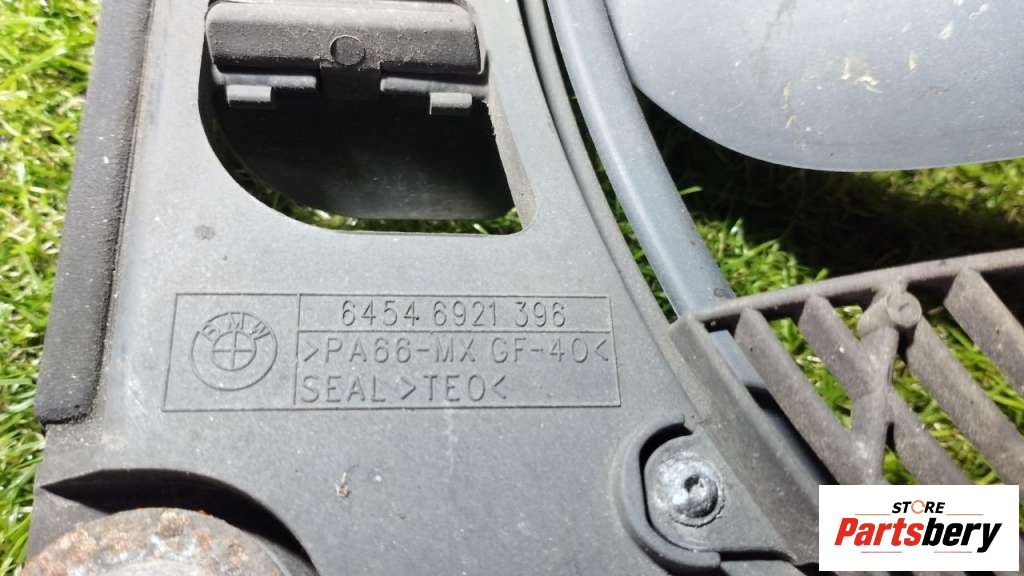 BMW
6454 6921 396
>PA66-MX GF-40<
SEAL >TEO<
STORE
Partsbery